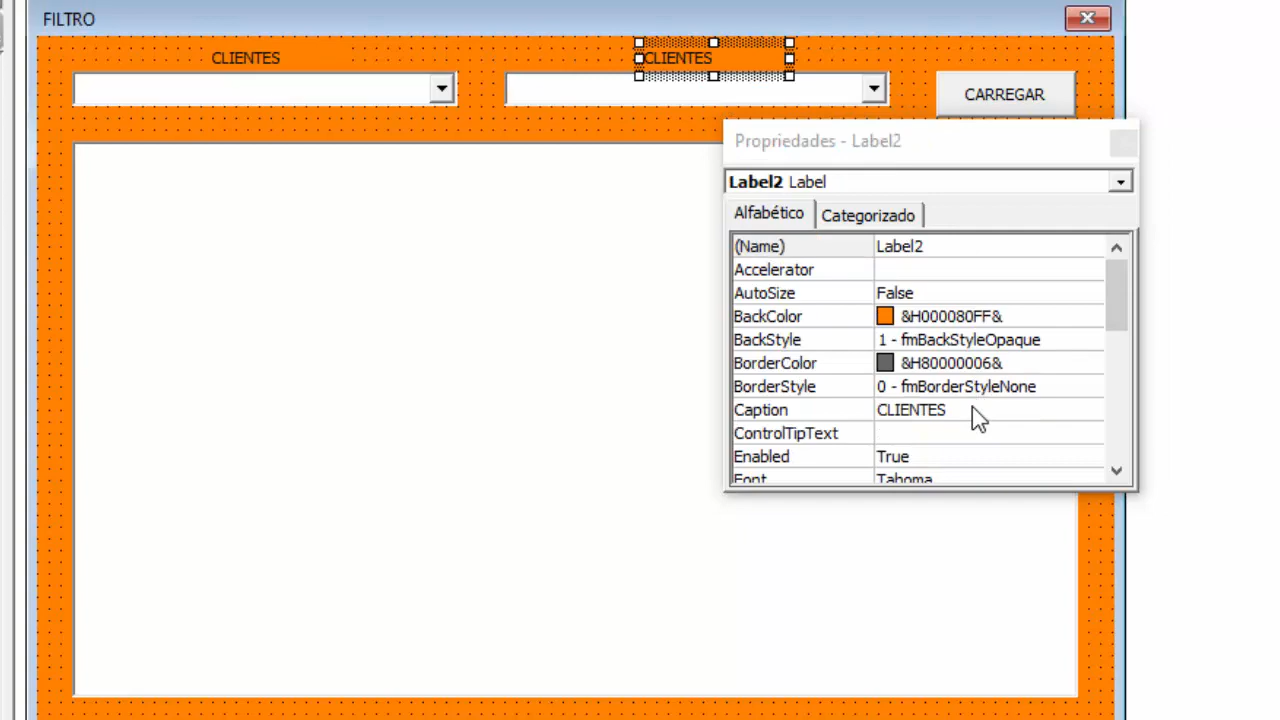 FILTRO
CLIENTES
CLIENTES
CARREGAR
Propriedades - Label2
Label2 Label
Alfabético Categorizado
(Name) Label2
Accelerator
AutoSize False
BackColor &H000080FF&
BackStyle 1 - fmBackStyleOpaque
BorderColor &H80000006&
BorderStyle 0 - fmBorderStyleNone
Caption CLIENTES
ControlTipText
Enabled True
Font Tahoma